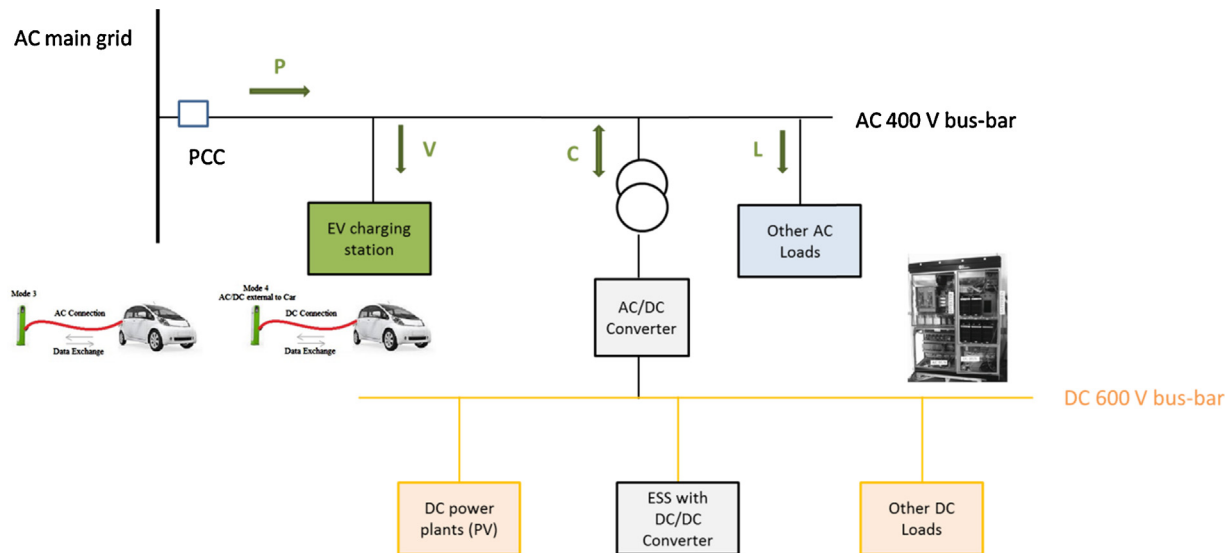 AC main grid
P
AC 400 V bus-bar
PCC
V
C
L
EV charging
station
Other AC
Loads
Mode 3
AC Connection
Data Exchange
Mode 4
AC/DC external to Car
DC Connection
Data Exchange
AC/DC
Converter
DC 600 V bus-bar
DC power
plants (PV)
ESS with
DC/DC
Converter
Other DC
Loads